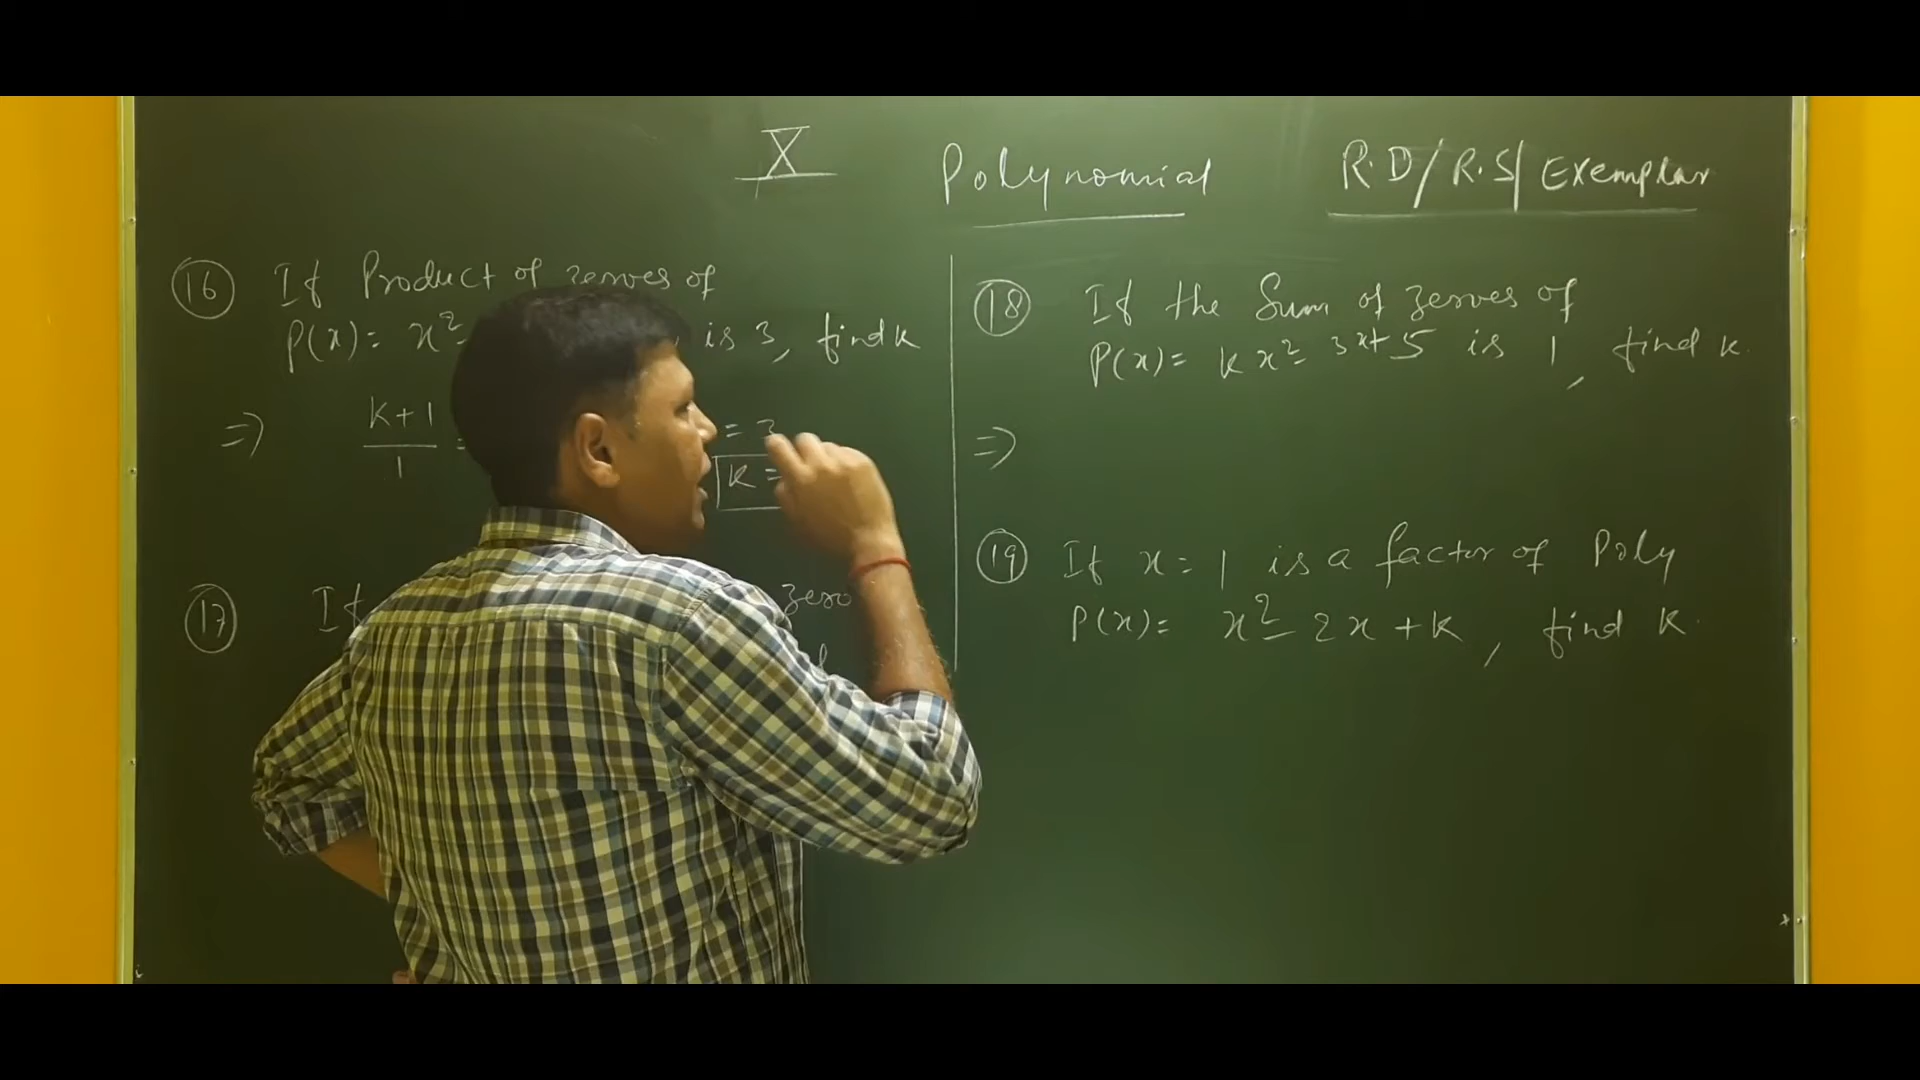 X Polynomial R.D/R.S/Exemplar
16 If Product of zeroes of
P(x) = x² - is 3, find k
⇒ K+1/1 = = 3
K =
17 If zero
18 If the Sum of zeroes of
P(x) = kx² - 3x + 5 is 1, find k.
⇒
19 If x = 1 is a factor of Poly
P(x) = x² - 2x + k, find k.